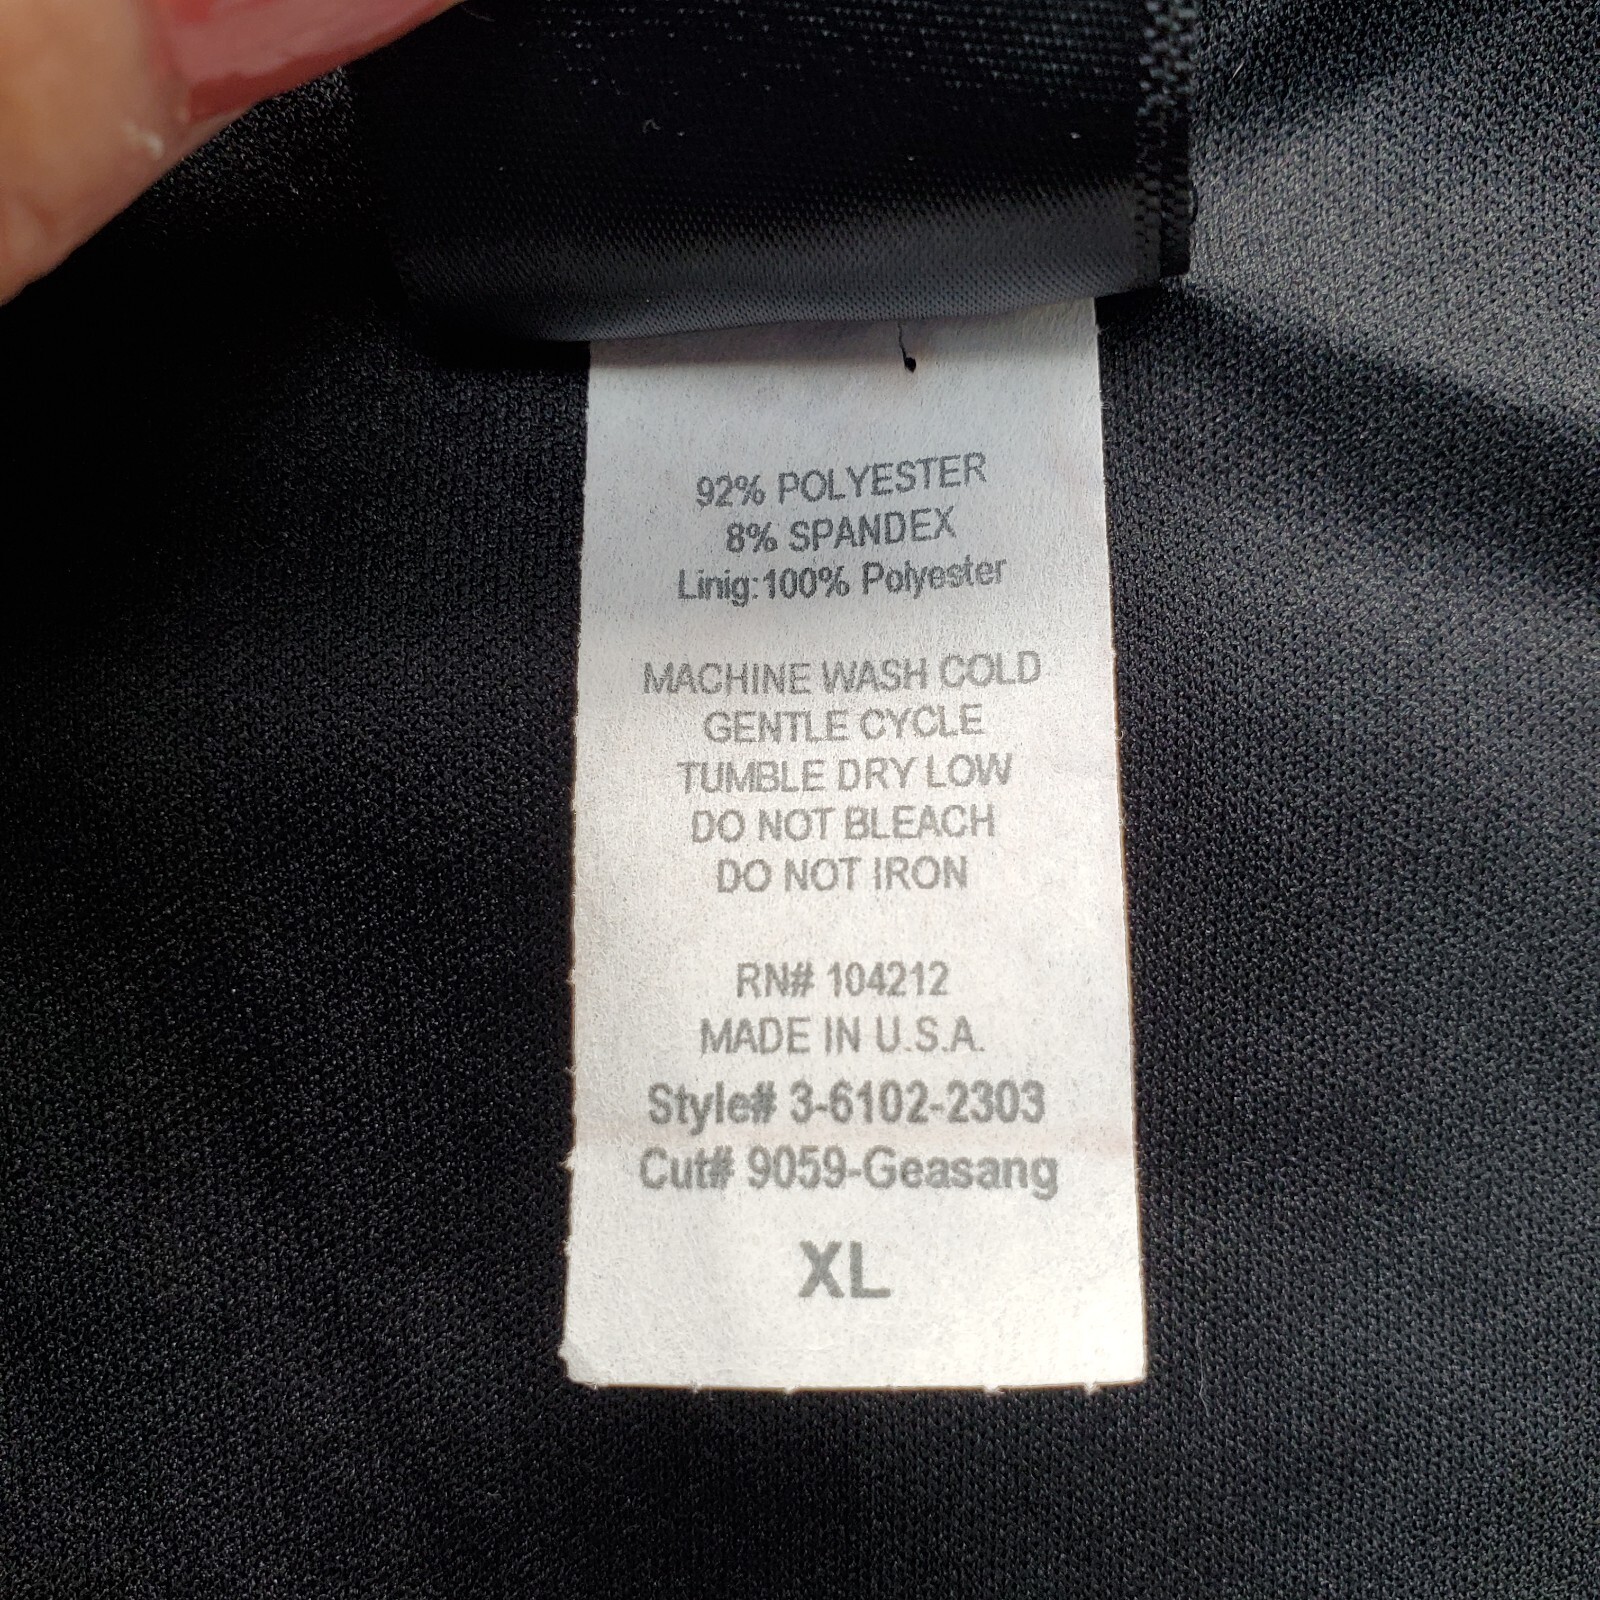 92% POLYESTER
8% SPANDEX
Linig:100% Polyester
MACHINE WASH COLD
GENTLE CYCLE
TUMBLE DRY LOW
DO NOT BLEACH
DO NOT IRON
RN# 104212
MADE IN U.S.A.
Style# 3-6102-2303
Cut# 9059-Geasang
XL